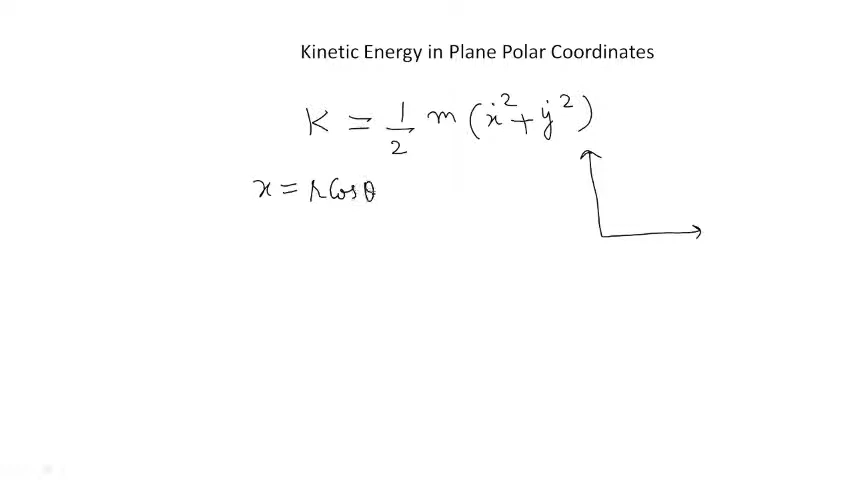 Kinetic Energy in Plane Polar Coordinates
K = 1/2 m (ẋ² + ẏ²)
x = r cos θ